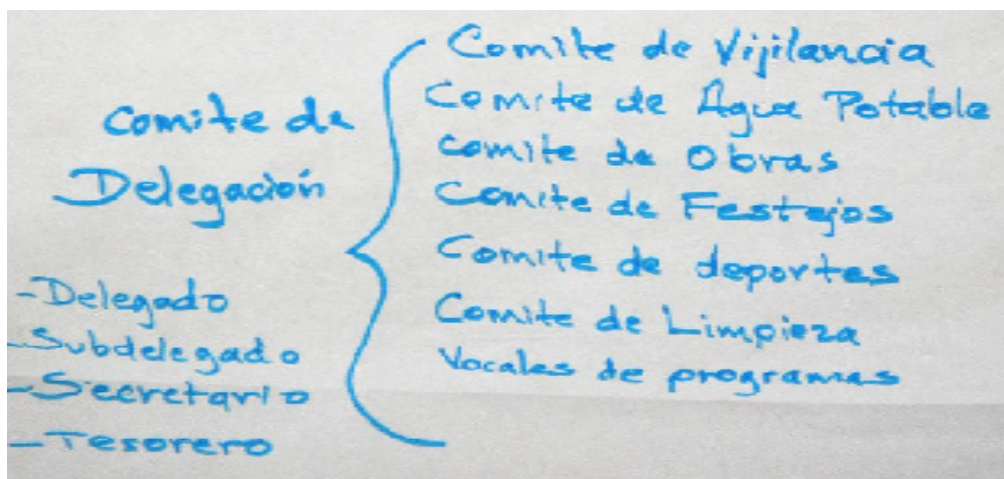 Comite de
Delegación
-Delegado
-Subdelegado
-Secretario
-Tesorero
Comite de Vijilancia
Comite de Agua Potable
comite de Obras
Comite de Festejos
Comite de deportes
Comite de Limpieza
Vocales de programas